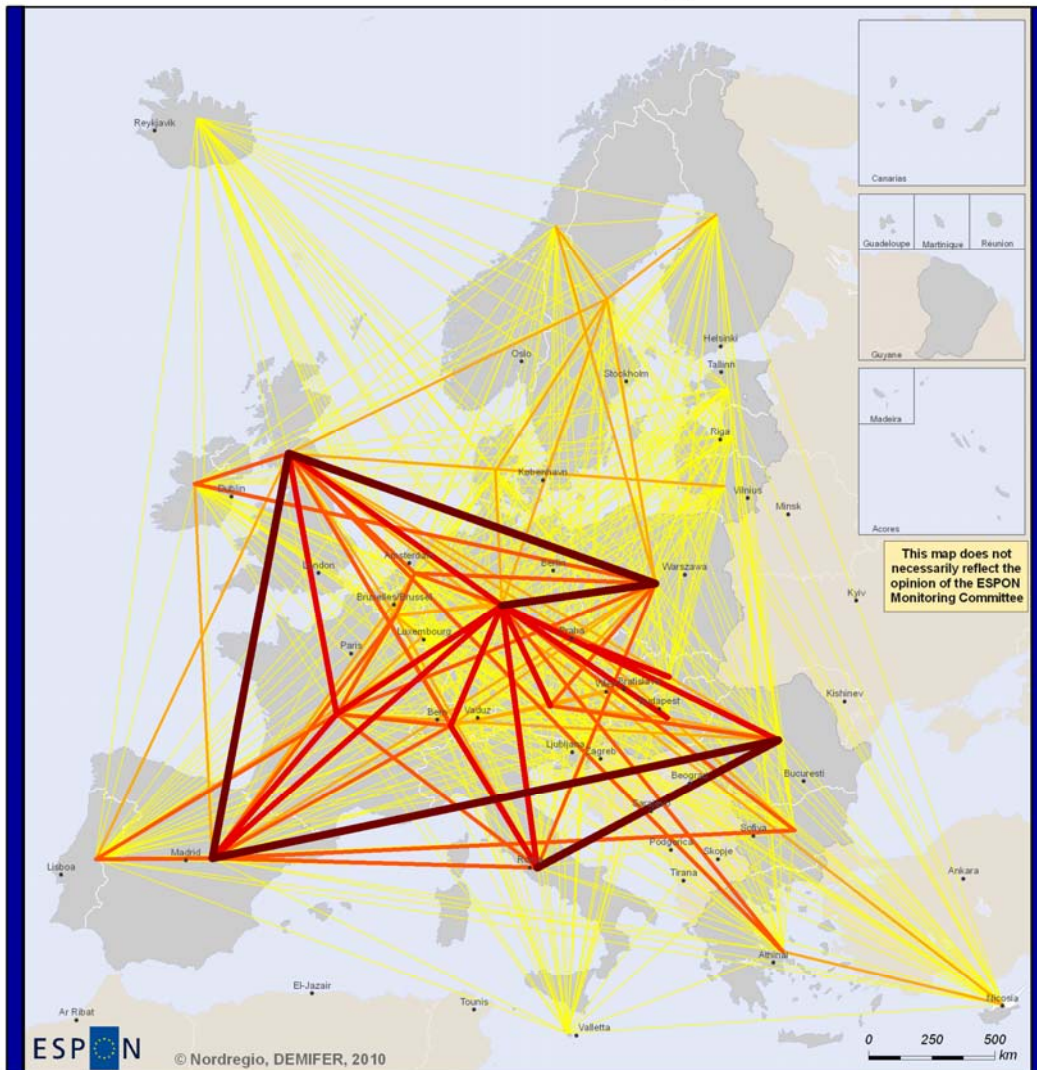 Reykjavik
Canarias
Guadeloupe
Martinique
Réunion
Guyane
Madeira
Acores
This map does not
necessarily reflect the
opinion of the ESPON
Monitoring Committee
Helsinki
Tallinn
Oslo
Stockholm
Riga
København
Vilnius
Minsk
Dublin
Amsterdam
Berlin
Warszawa
London
Bruxelles/Brussel
Kyiv
Luxembourg
Praha
Paris
Bratislava
Kishinev
Budapest
Bern
Vaduz
Ljubljana
Zagreb
Beograd
Bucuresti
Sarajevo
Sofiya
Podgorica
Skopje
Tirana
Madrid
Lisboa
Ankara
Athinai
El-Jazair
Tounis
Nicosia
Ar Ribat
Valletta
ESPON
© Nordregio, DEMIFER, 2010
0 250 500
km